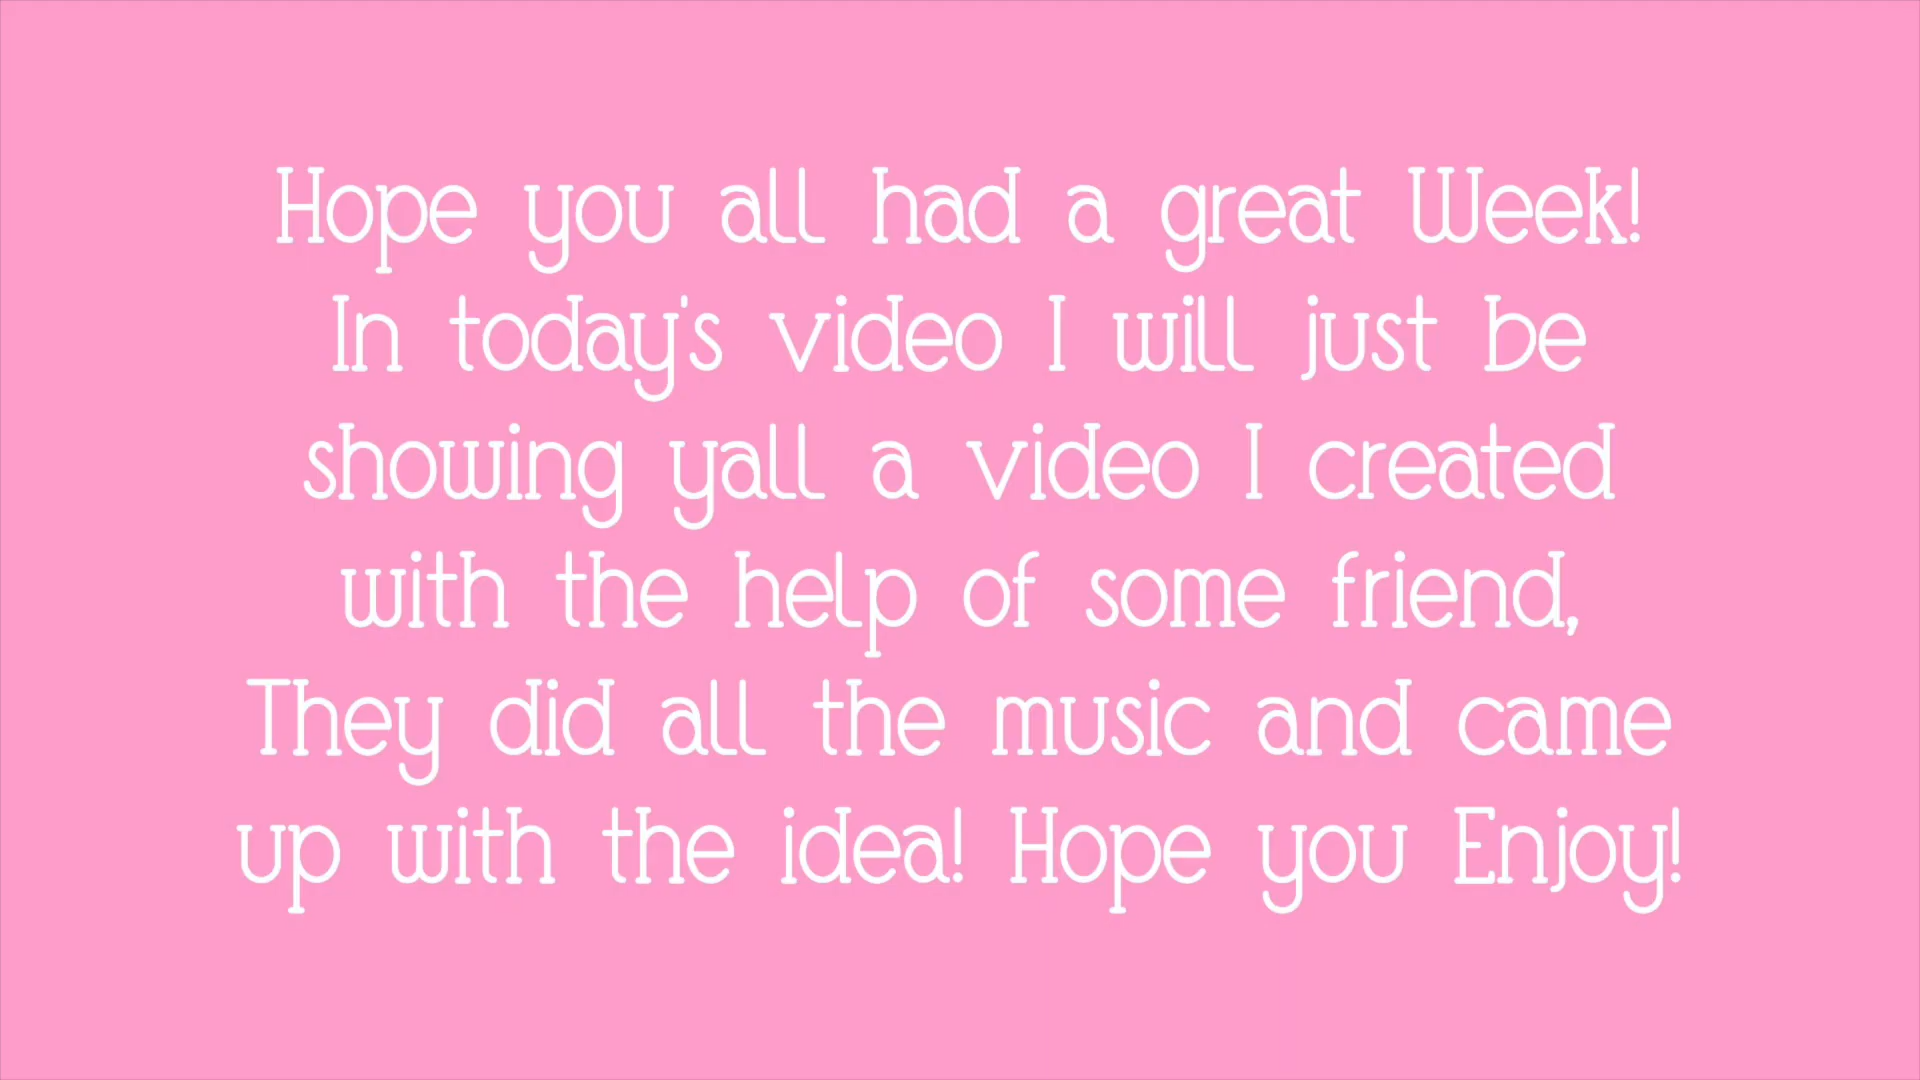 Hope you all had a great Week!
In today's video I will just be
showing yall a video I created
with the help of some friend,
They did all the music and came
up with the idea! Hope you Enjoy!